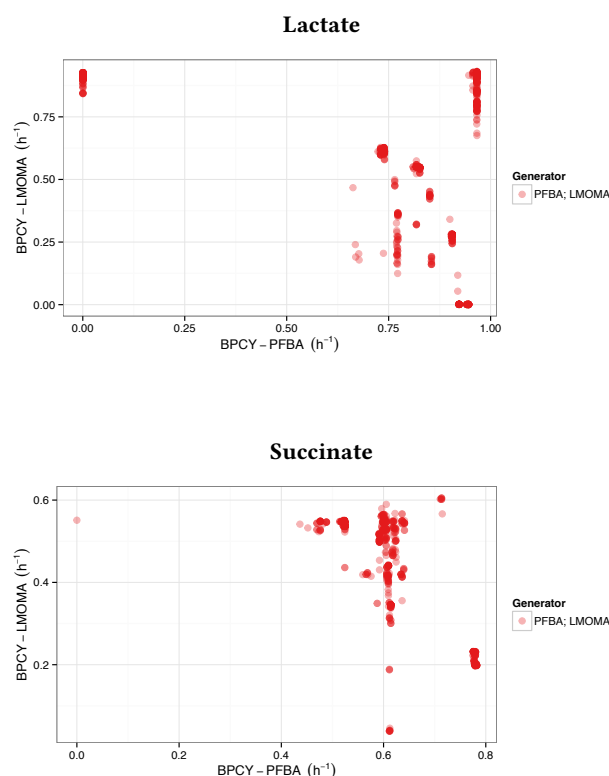 Lactate
BPCY − LMOMA (h⁻¹)
0.75
0.50
0.25
0.00
0.00 0.25 0.50 0.75 1.00
BPCY − PFBA (h⁻¹)
Generator
PFBA; LMOMA
Succinate
BPCY − LMOMA (h⁻¹)
0.6
0.4
0.2
0.0 0.2 0.4 0.6 0.8
BPCY − PFBA (h⁻¹)
Generator
PFBA; LMOMA